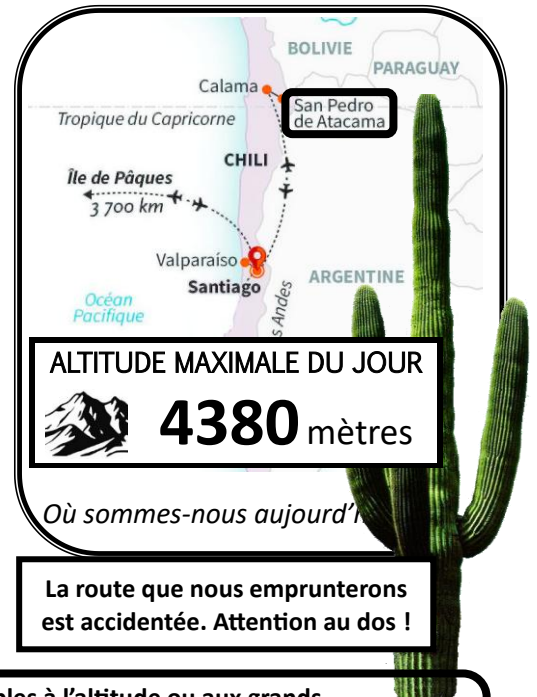 BOLIVIE
PARAGUAY
Calama
San Pedro
de Atacama
Tropique du Capricorne
CHILI
Île de Pâques
3 700 km
Valparaíso
Santiago
ARGENTINE
Andes
Océan
Pacifique
ALTITUDE MAXIMALE DU JOUR
4380 mètres
Où sommes-nous
La route que nous emprunterons
est accidentée. Attention au dos !
à l’altitude ou aux grands